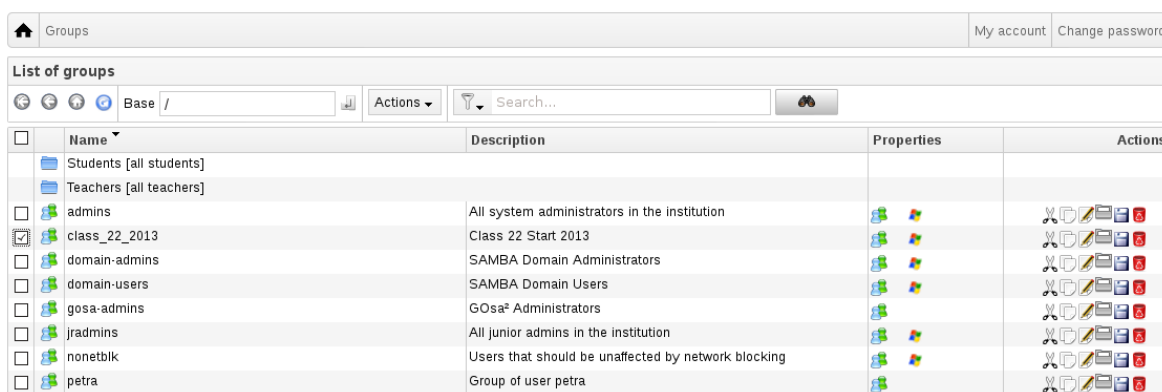 Groups My account Change password
List of groups
Base / Actions Search...
Name Description Properties Actions
Students [all students]
Teachers [all teachers]
admins All system administrators in the institution
class_22_2013 Class 22 Start 2013
domain-admins SAMBA Domain Administrators
domain-users SAMBA Domain Users
gosa-admins GOsa² Administrators
jradmins All junior admins in the institution
nonetblk Users that should be unaffected by network blocking
petra Group of user petra